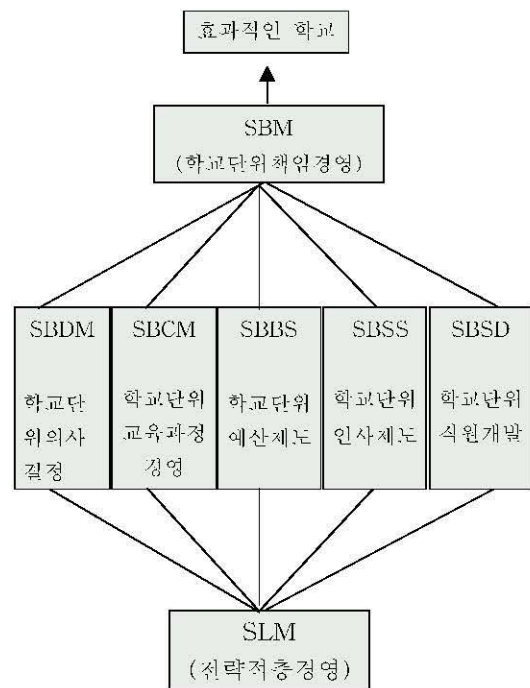 효과적인 학교
SBM
(학교단위책임경영)
SBDM
학교단
위의사
결정
SBCM
학교단위
교육과정
경영
SBBS
학교단위
예산제도
SBSS
학교단위
인사제도
SBSD
학교단위
직원개발
SLM
(전략적층경영)